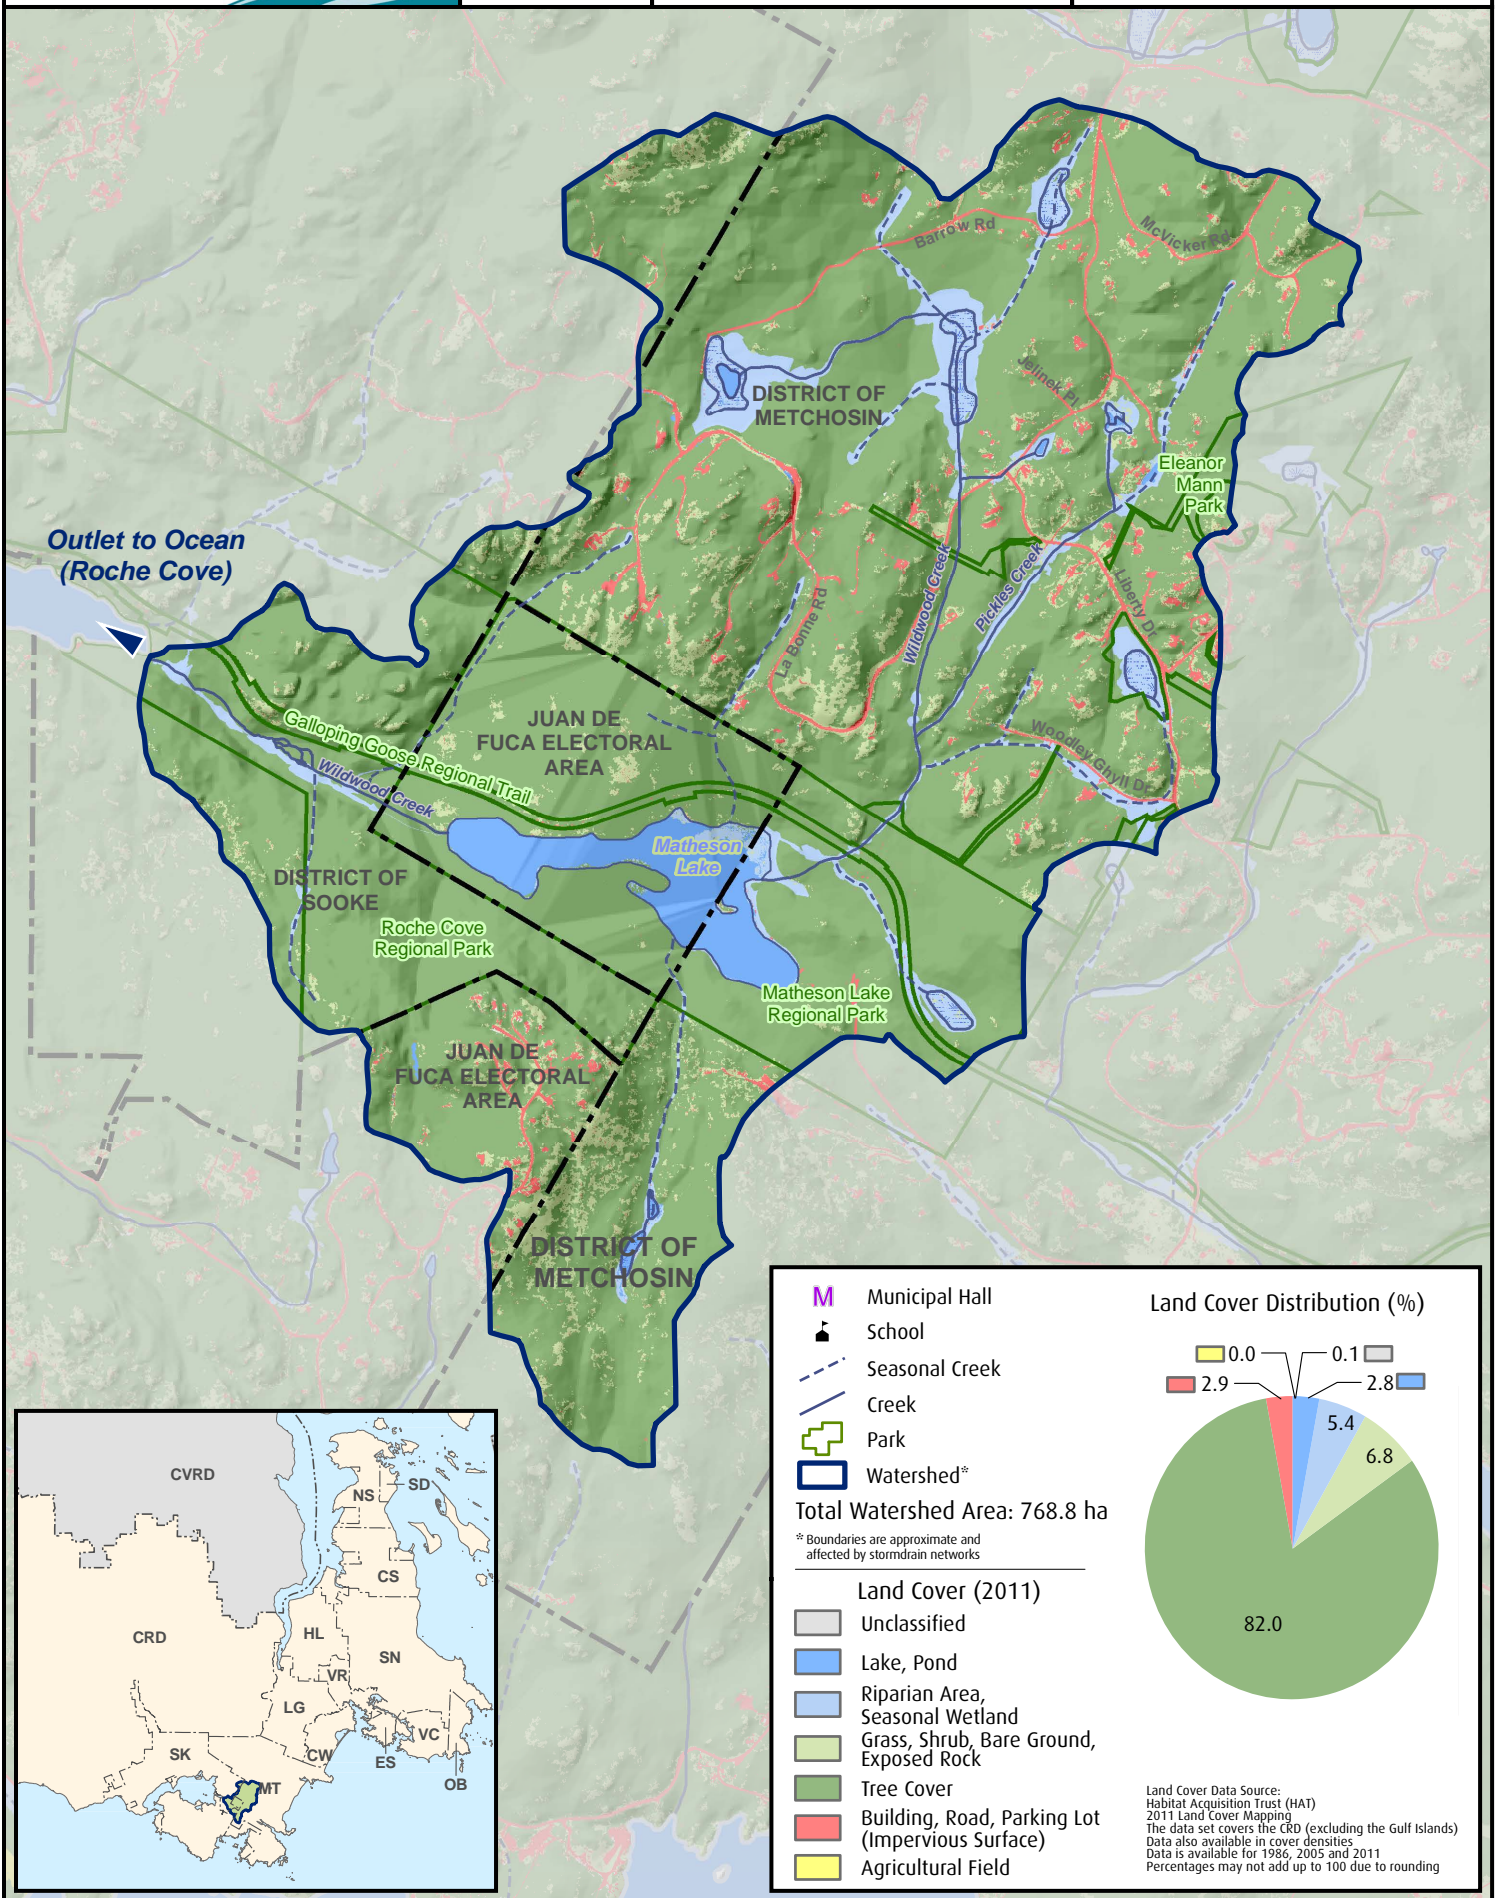 Barrow Rd
McVicker Rd
Jelinek Pl
DISTRICT OF
METCHOSIN
Eleanor
Mann
Park
Outlet to Ocean
(Roche Cove)
Wildwood Creek
Pickles Creek
Liberty Dr
La Bonne Rd
JUAN DE
FUCA ELECTORAL
AREA
Galloping Goose Regional Trail
Woodley Ghyll Dr
Wildwood Creek
Matheson
Lake
DISTRICT OF
SOOKE
Roche Cove
Regional Park
Matheson Lake
Regional Park
JUAN DE
FUCA ELECTORAL
AREA
DISTRICT OF
METCHOSIN
M Municipal Hall
School
Seasonal Creek
Creek
Park
Watershed*
Total Watershed Area: 768.8 ha
* Boundaries are approximate and
affected by stormdrain networks
Land Cover (2011)
Unclassified
Lake, Pond
Riparian Area,
Seasonal Wetland
Grass, Shrub, Bare Ground,
Exposed Rock
Tree Cover
Building, Road, Parking Lot
(Impervious Surface)
Agricultural Field
Land Cover Distribution (%)
0.0
0.1
2.9
2.8
5.4
6.8
82.0
Land Cover Data Source:
Habitat Acquisition Trust (HAT)
2011 Land Cover Mapping
The data set covers the CRD (excluding the Gulf Islands)
Data also available in cover densities
Data is available for 1986, 2005 and 2011
Percentages may not add up to 100 due to rounding
CVRD
NS
SD
CS
CRD
HL
SN
VR
LG
VC
CW
SK
ES
OB
MT